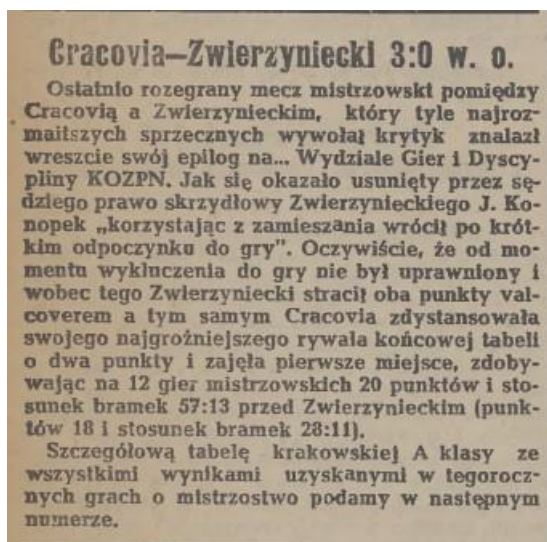 Cracovia—Zwierzyniecki 3:0 w. o.
Ostatnio rozegrany mecz mistrzowski pomiędzy
Cracovią a Zwierzynieckim, który tyle najroz-
maitszych sprzecznych wywołał krytyk znalazł
wreszcie swój epilog na... Wydziale Gier i Dyscy-
pliny KOZPN. Jak się okazało usunięty przez sę-
dziego prawo skrzydłowy Zwierzynieckiego J. Ko-
nopek „korzystając z zamieszania wrócił po krót-
kim odpoczynku do gry". Oczywiście, że od mo-
mentu wykluczenia do gry nie był uprawniony i
wobec tego Zwierzyniecki stracił oba punkty val-
coverem a tym samym Cracovia zdystansowała
swojego najgroźniejszego rywala końcowej tabeli
o dwa punkty i zajęła pierwsze miejsce, zdoby-
wając na 12 gier mistrzowskich 20 punktów i sto-
sunek bramek 57:13 przed Zwierzynieckim (punk-
tów 18 i stosunek bramek 28:11).
Szczegółową tabelę krakowskiej A klasy ze
wszystkimi wynikami uzyskanymi w tegorocz-
nych grach o mistrzostwo podamy w następnym
numerze.